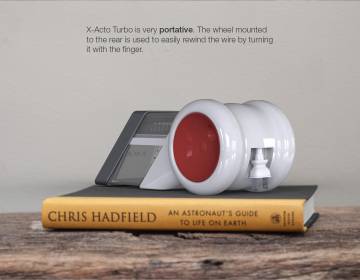 X-Acto Turbo is very portative. The wheel mounted
to the rear is used to easily rewind the wire by turning
it with the finger.
CHRIS HADFIELD
AN ASTRONAUT'S GUIDE
TO LIFE ON EARTH